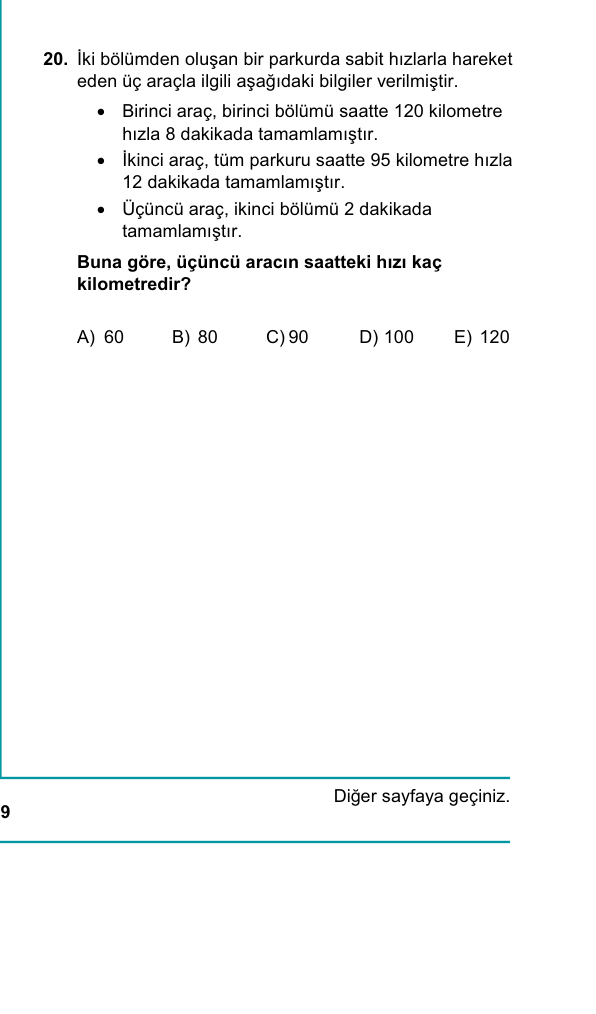 20. İki bölümden oluşan bir parkurda sabit hızlarla hareket
eden üç araçla ilgili aşağıdaki bilgiler verilmiştir.
• Birinci araç, birinci bölümü saatte 120 kilometre
hızla 8 dakikada tamamlamıştır.
• İkinci araç, tüm parkuru saatte 95 kilometre hızla
12 dakikada tamamlamıştır.
• Üçüncü araç, ikinci bölümü 2 dakikada
tamamlamıştır.
Buna göre, üçüncü aracın saatteki hızı kaç
kilometredir?
A) 60 B) 80 C) 90 D) 100 E) 120
Diğer sayfaya geçiniz.
9